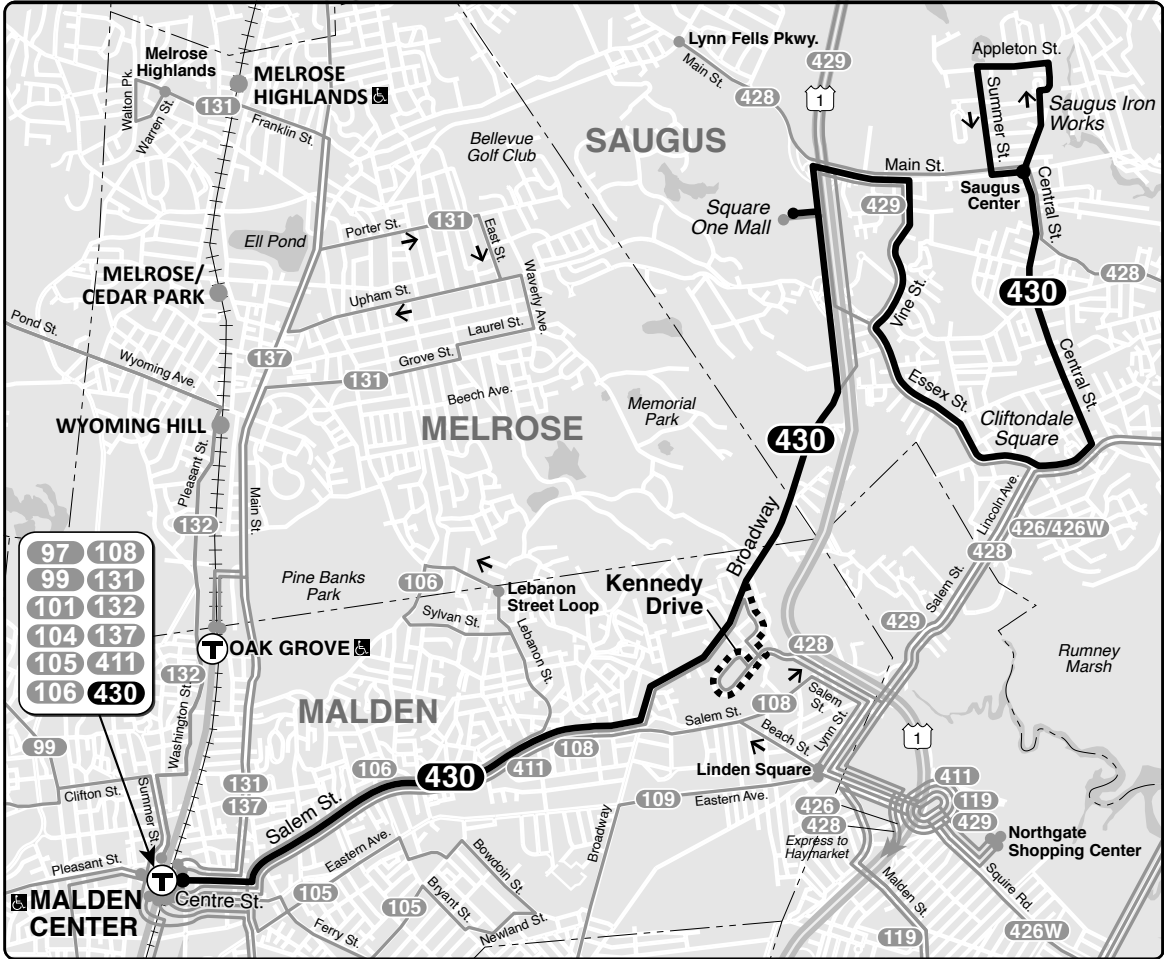 Melrose
Highlands
MELROSE
HIGHLANDS
Walton Pk.
Warren St.
131
Franklin St.
Lynn Fells Pkwy.
Main St.
428
429
1
Appleton St.
Summer St.
Saugus Iron
Works
Bellevue
Golf Club
SAUGUS
Main St.
Saugus
Center
Central St.
429
Square
One Mall
428
430
Ell Pond
Porter St.
131
East St.
Waverly Ave.
Upham St.
Laurel St.
Grove St.
131
Beech Ave.
MELROSE/
CEDAR PARK
Pond St.
Wyoming Ave.
137
Vine St.
Essex St.
Central St.
Cliftondale
Square
WYOMING HILL
MELROSE
Memorial
Park
430
Pleasant St.
132
Main St.
Broadway
Lincoln Ave.
426/426W
428
97 108
99 131
101 132
104 137
105 411
106 430
Pine Banks
Park
106
Lebanon
Street Loop
Sylvan St.
Lebanon St.
Kennedy
Drive
Salem St.
429
428
Rumney
Marsh
T
OAK GROVE
132
Washington St.
MALDEN
108
Salem St.
Salem
St.
Lynn St.
Beach St.
1
99
Clifton St.
Summer St.
131
137
106
430
411
108
Salem St.
Linden Square
109
Eastern Ave.
Broadway
426
428
Express to
Haymarket
411
119
429
Northgate
Shopping Center
Pleasant St.
T
MALDEN
CENTER
Centre St.
Eastern Ave.
105
Ferry St.
105
Bryant St.
Bowdoin St.
Newland St.
Malden St.
119
Squire Rd.
426W